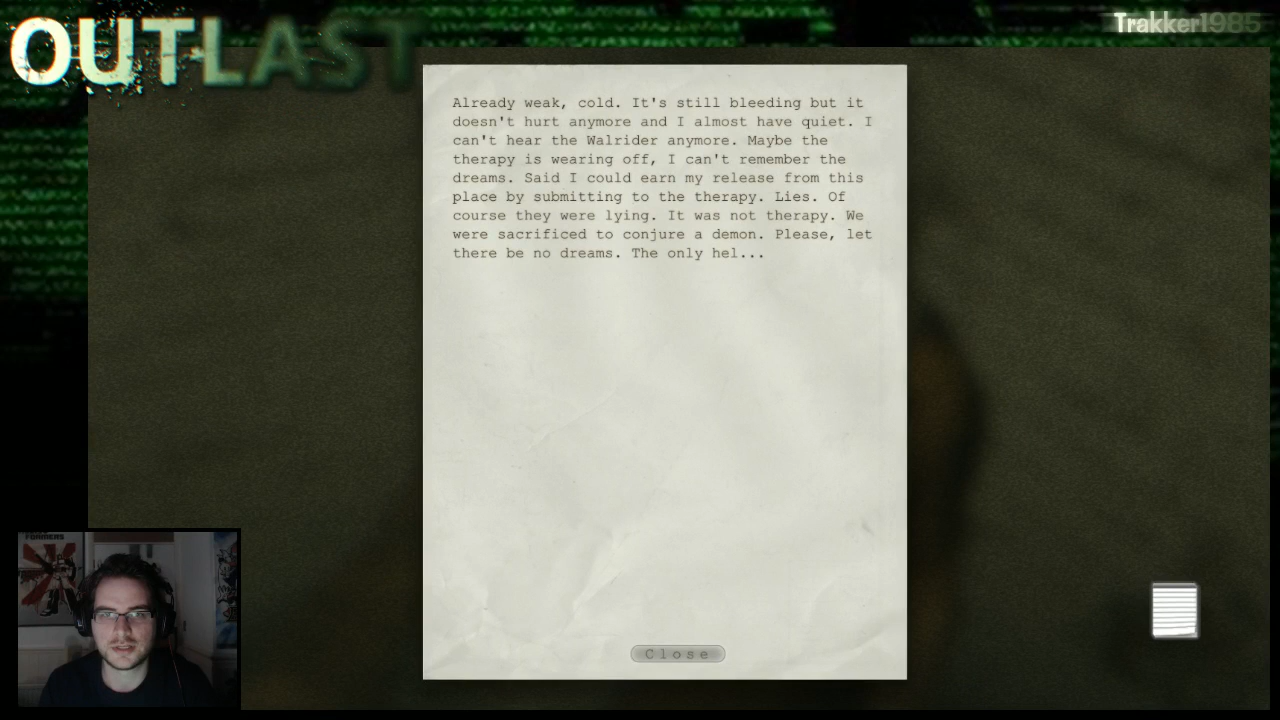 OUTLAST
Trakker1985
Already weak, cold. It's still bleeding but it
doesn't hurt anymore and I almost have quiet. I
can't hear the Walrider anymore. Maybe the
therapy is wearing off, I can't remember the
dreams. Said I could earn my release from this
place by submitting to the therapy. Lies. Of
course they were lying. It was not therapy. We
were sacrificed to conjure a demon. Please, let
there be no dreams. The only hel...
Close